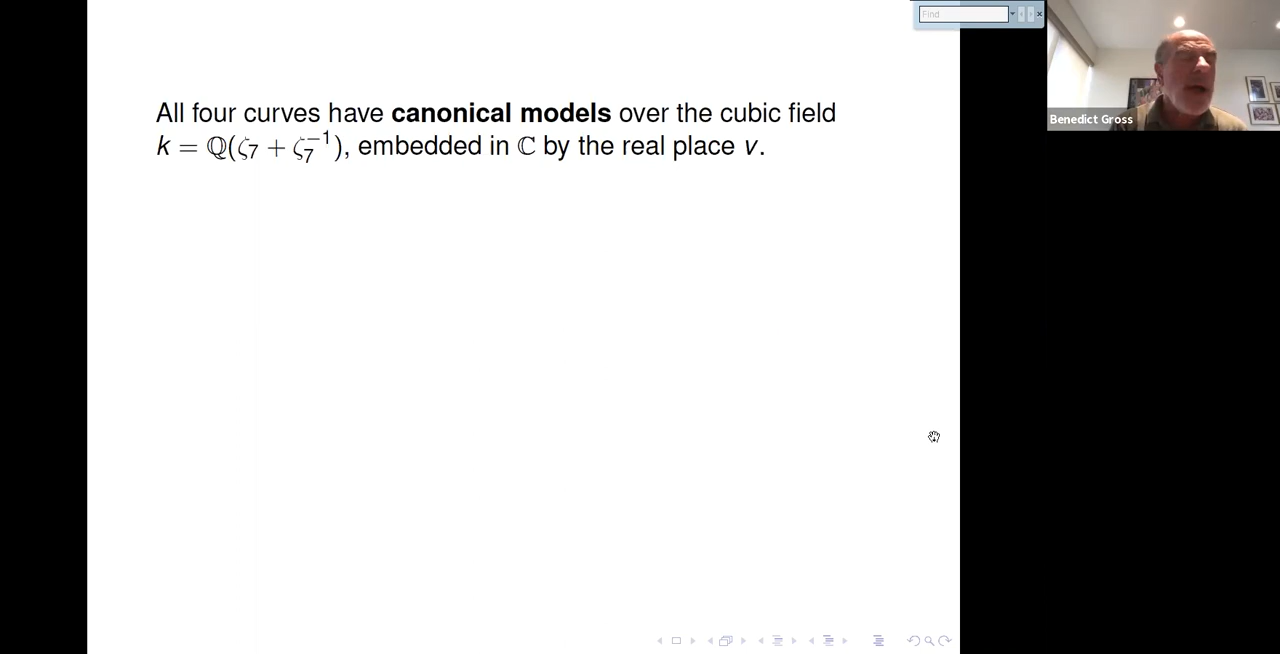 Find
Benedict Gross
All four curves have canonical models over the cubic field
k = ℚ(ζ₇ + ζ₇⁻¹), embedded in ℂ by the real place v.